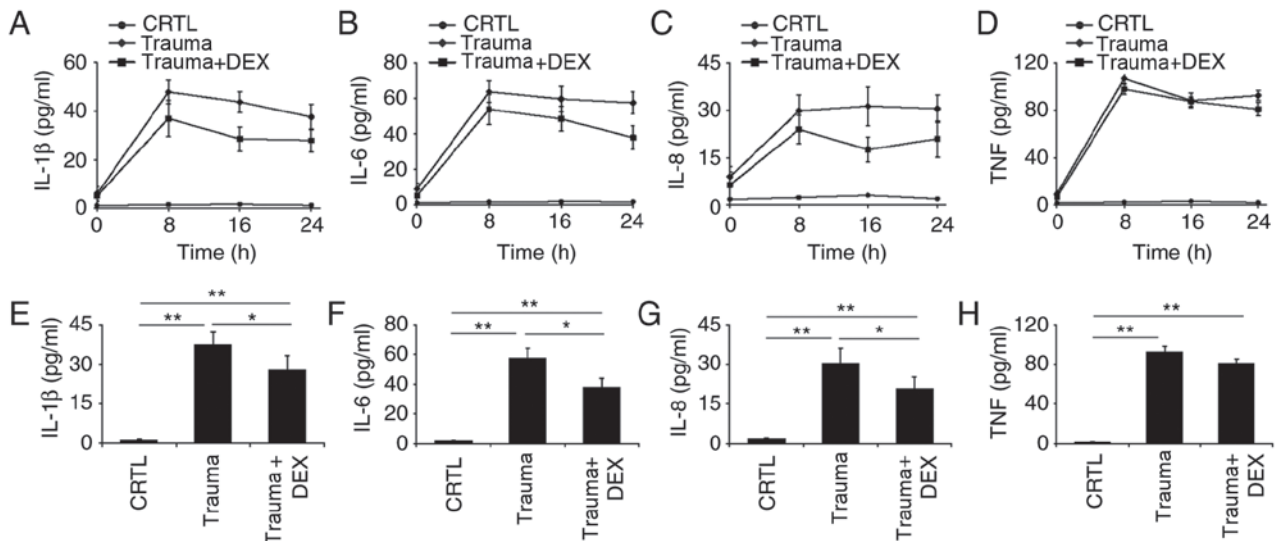 A
CRTL
Trauma
Trauma+DEX
IL-1β (pg/ml)
60
40
20
0
0 8 16 24
Time (h)
B
CRTL
Trauma
Trauma+DEX
IL-6 (pg/ml)
80
60
40
20
0
0 8 16 24
Time (h)
C
CRTL
Trauma
Trauma+DEX
IL-8 (pg/ml)
45
30
15
0
0 8 16 24
Time (h)
D
CRTL
Trauma
Trauma+DEX
TNF (pg/ml)
120
80
40
0
0 8 16 24
Time (h)
E
**
** *
IL-1β (pg/ml)
45
30
15
0
CRTL
Trauma
Trauma+
DEX
F
**
** *
IL-6 (pg/ml)
80
60
40
20
0
CRTL
Trauma
Trauma+
DEX
G
**
** *
IL-8 (pg/ml)
45
30
15
0
CRTL
Trauma
Trauma+
DEX
H
**
**
TNF (pg/ml)
120
80
40
0
CRTL
Trauma
Trauma+
DEX